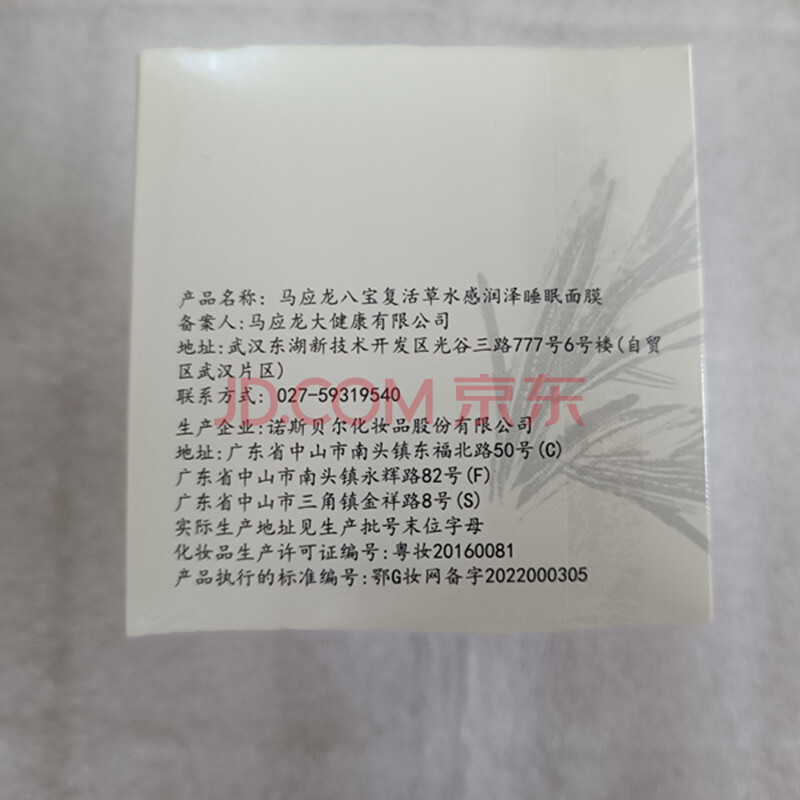 产品名称: 马应龙八宝复活草水感润泽睡眠面膜
备案人:马应龙大健康有限公司
地址:武汉东湖新技术开发区光谷三路777号6号楼(自贸
区武汉片区)
联系方式: 027-59319540
JD.COM 京东
生产企业:诺斯贝尔化妆品股份有限公司
地址:广东省中山市南头镇东福北路50号(C)
广东省中山市南头镇永辉路82号(F)
广东省中山市三角镇金祥路8号(S)
实际生产地址见生产批号末位字母
化妆品生产许可证编号:粤妆20160081
产品执行的标准编号:鄂G妆网备字2022000305